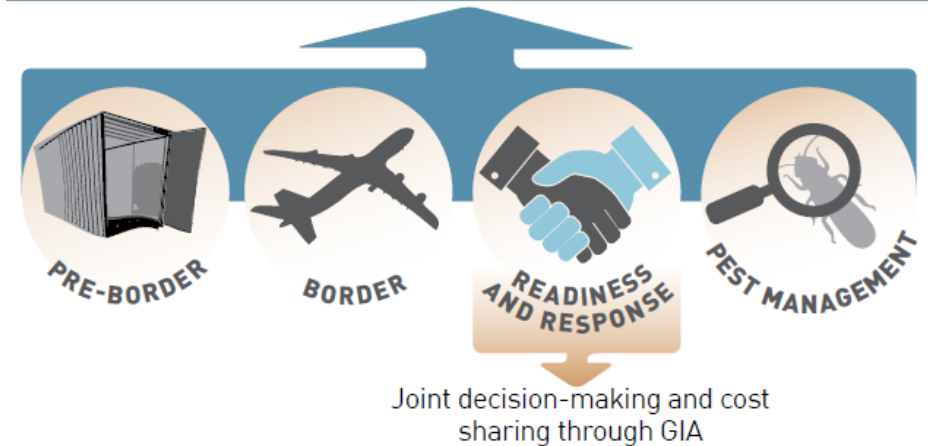 PRE-BORDER
BORDER
READINESS
AND RESPONSE
PEST MANAGEMENT
Joint decision-making and cost
sharing through GIA